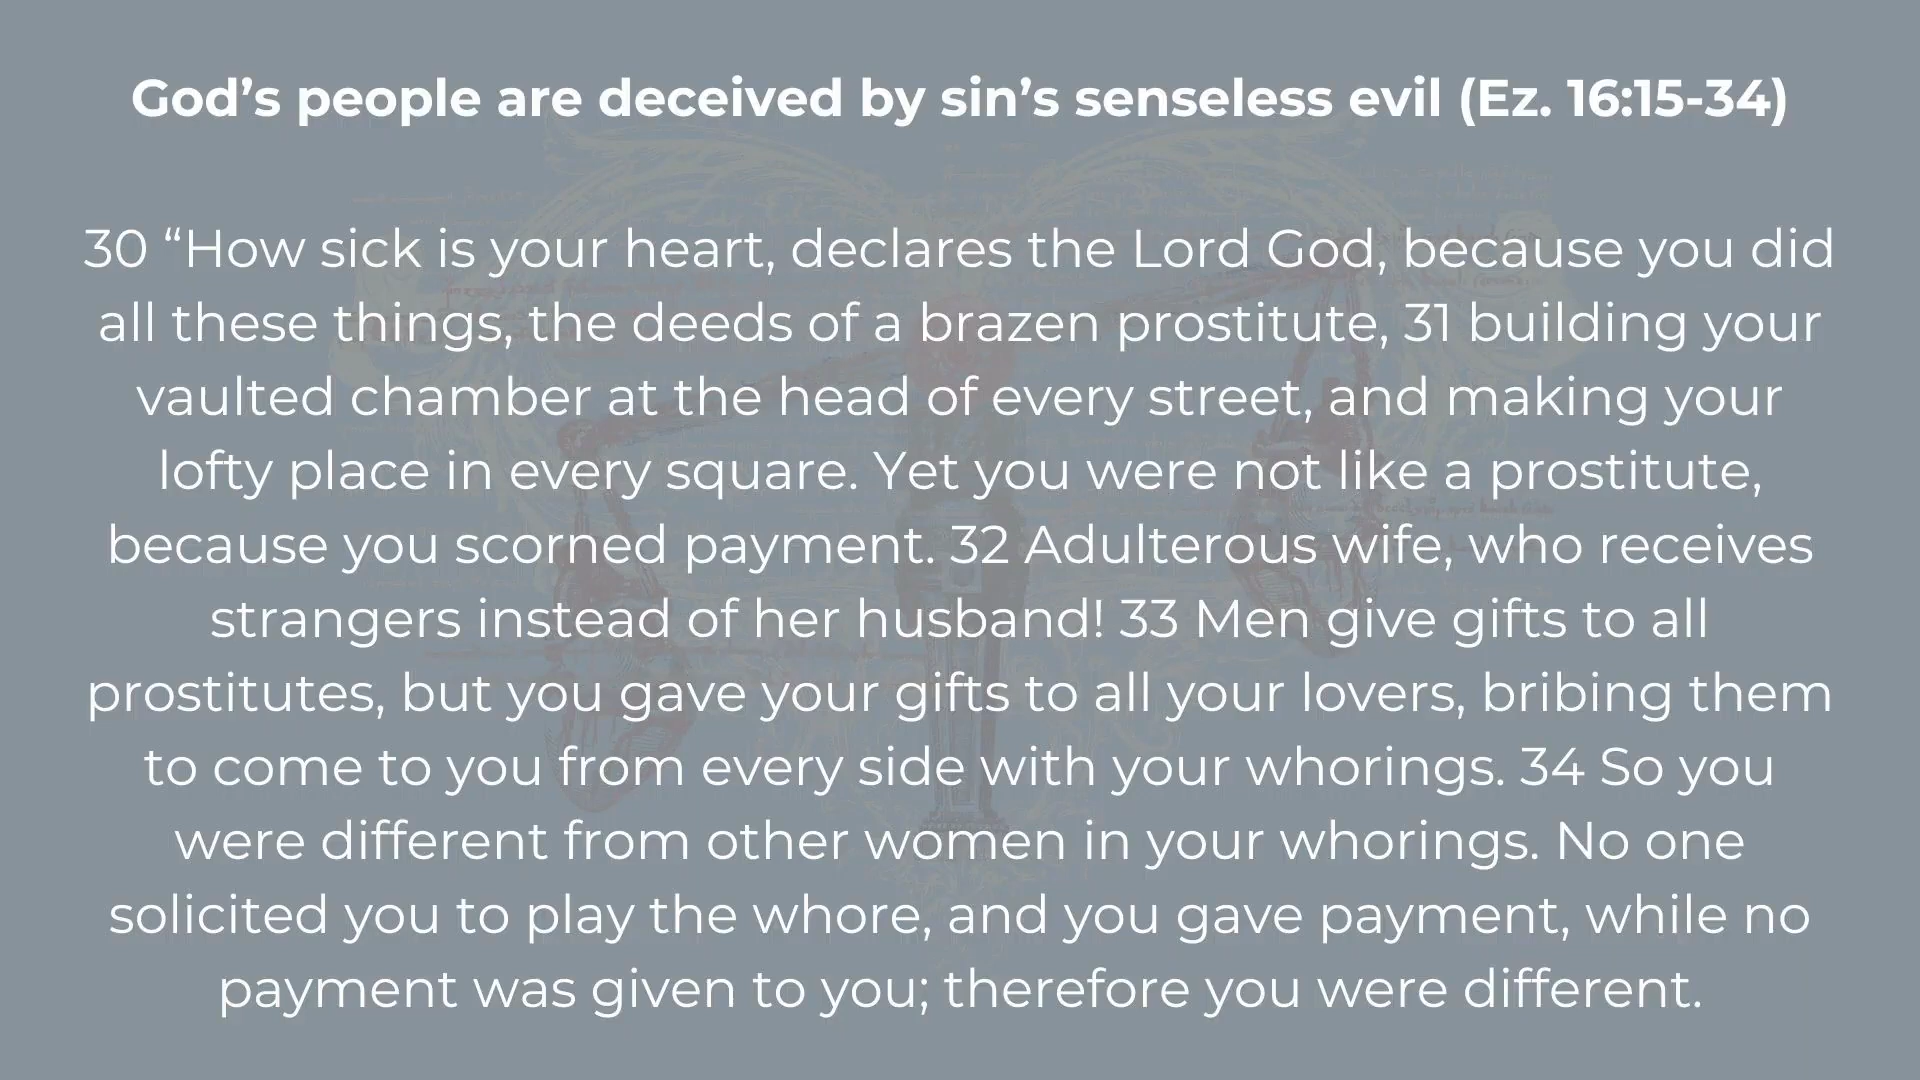 God’s people are deceived by sin’s senseless evil (Ez. 16:15-34)
30 “How sick is your heart, declares the Lord God, because you did
all these things, the deeds of a brazen prostitute, 31 building your
vaulted chamber at the head of every street, and making your
lofty place in every square. Yet you were not like a prostitute,
because you scorned payment. 32 Adulterous wife, who receives
strangers instead of her husband! 33 Men give gifts to all
prostitutes, but you gave your gifts to all your lovers, bribing them
to come to you from every side with your whorings. 34 So you
were different from other women in your whorings. No one
solicited you to play the whore, and you gave payment, while no
payment was given to you; therefore you were different.